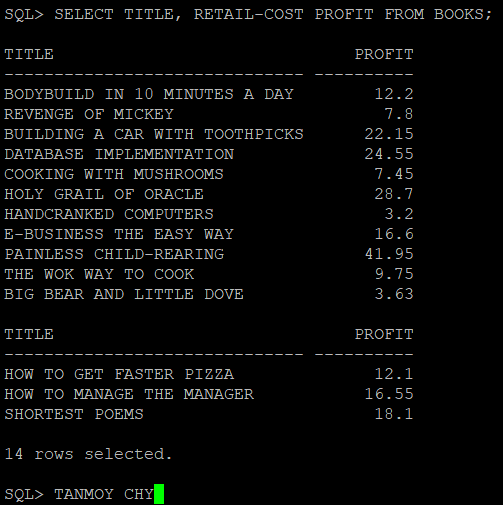 SQL> SELECT TITLE, RETAIL-COST PROFIT FROM BOOKS;
TITLE PROFIT
------------------------------ ----------
BODYBUILD IN 10 MINUTES A DAY 12.2
REVENGE OF MICKEY 7.8
BUILDING A CAR WITH TOOTHPICKS 22.15
DATABASE IMPLEMENTATION 24.55
COOKING WITH MUSHROOMS 7.45
HOLY GRAIL OF ORACLE 28.7
HANDCRANKED COMPUTERS 3.2
E-BUSINESS THE EASY WAY 16.6
PAINLESS CHILD-REARING 41.95
THE WOK WAY TO COOK 9.75
BIG BEAR AND LITTLE DOVE 3.63
TITLE PROFIT
------------------------------ ----------
HOW TO GET FASTER PIZZA 12.1
HOW TO MANAGE THE MANAGER 16.55
SHORTEST POEMS 18.1
14 rows selected.
SQL> TANMOY CHY